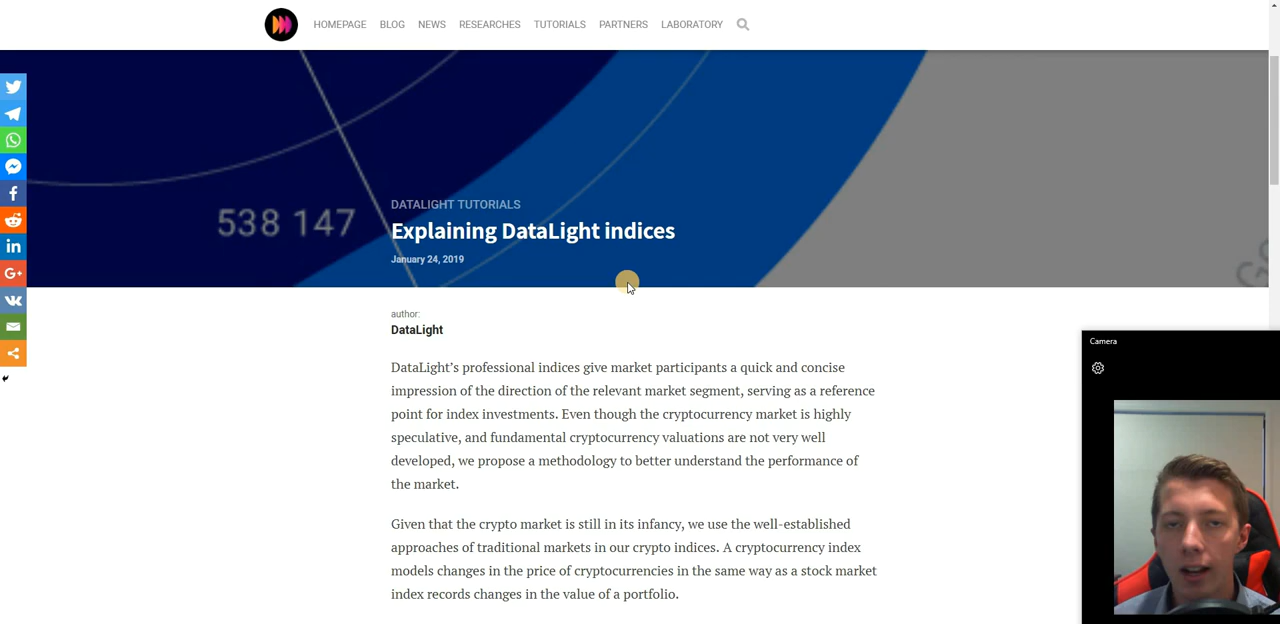 HOMEPAGE BLOG NEWS RESEARCHES TUTORIALS PARTNERS LABORATORY
538 147
DATALIGHT TUTORIALS
Explaining DataLight indices
January 24, 2019
author:
DataLight
DataLight’s professional indices give market participants a quick and concise
impression of the direction of the relevant market segment, serving as a reference
point for index investments. Even though the cryptocurrency market is highly
speculative, and fundamental cryptocurrency valuations are not very well
developed, we propose a methodology to better understand the performance of
the market.
Given that the crypto market is still in its infancy, we use the well-established
approaches of traditional markets in our crypto indices. A cryptocurrency index
models changes in the price of cryptocurrencies in the same way as a stock market
index records changes in the value of a portfolio.
Camera